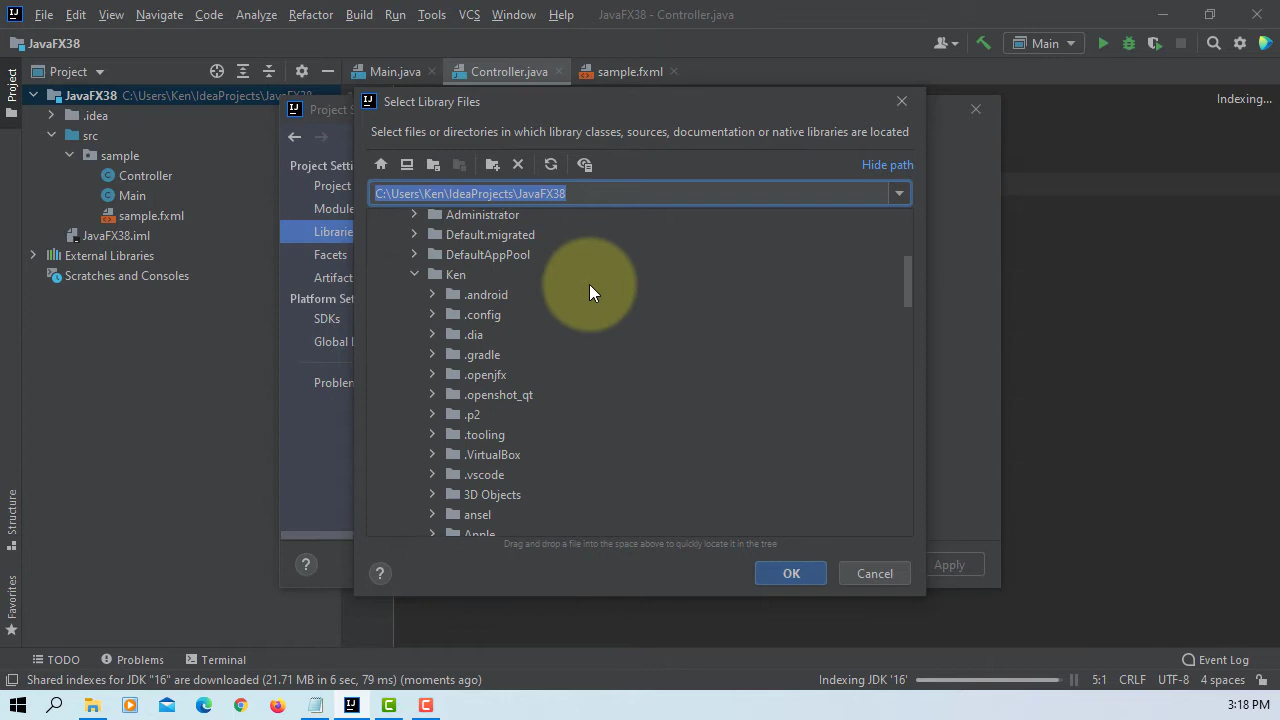 File Edit View Navigate Code Analyze Refactor Build Run Tools VCS Window Help JavaFX38 - Controller.java
JavaFX38
Main
Project
Main.java
Controller.java
sample.fxml
Project
JavaFX38 C:\Users\Ken\IdeaProjects\JavaFX38
.idea
src
sample
Controller
Main
sample.fxml
JavaFX38.iml
External Libraries
Scratches and Consoles
Structure
Favorites
Indexing...
Project S
Project Setti
Project
Module
Librarie
Facets
Artifact
Platform Set
SDKs
Global L
Problem
Apply
Select Library Files
Select files or directories in which library classes, sources, documentation or native libraries are located
Hide path
C:\Users\Ken\IdeaProjects\JavaFX38
Administrator
Default.migrated
DefaultAppPool
Ken
.android
.config
.dia
.gradle
.openjfx
.openshot_qt
.p2
.tooling
.VirtualBox
.vscode
3D Objects
ansel
Apple
Drag and drop a file into the space above to quickly locate it in the tree
OK
Cancel
TODO Problems Terminal Event Log
Shared indexes for JDK "16" are downloaded (21.71 MB in 6 sec, 79 ms) (moments ago) Indexing JDK '16' 5:1 CRLF UTF-8 4 spaces
3:18 PM